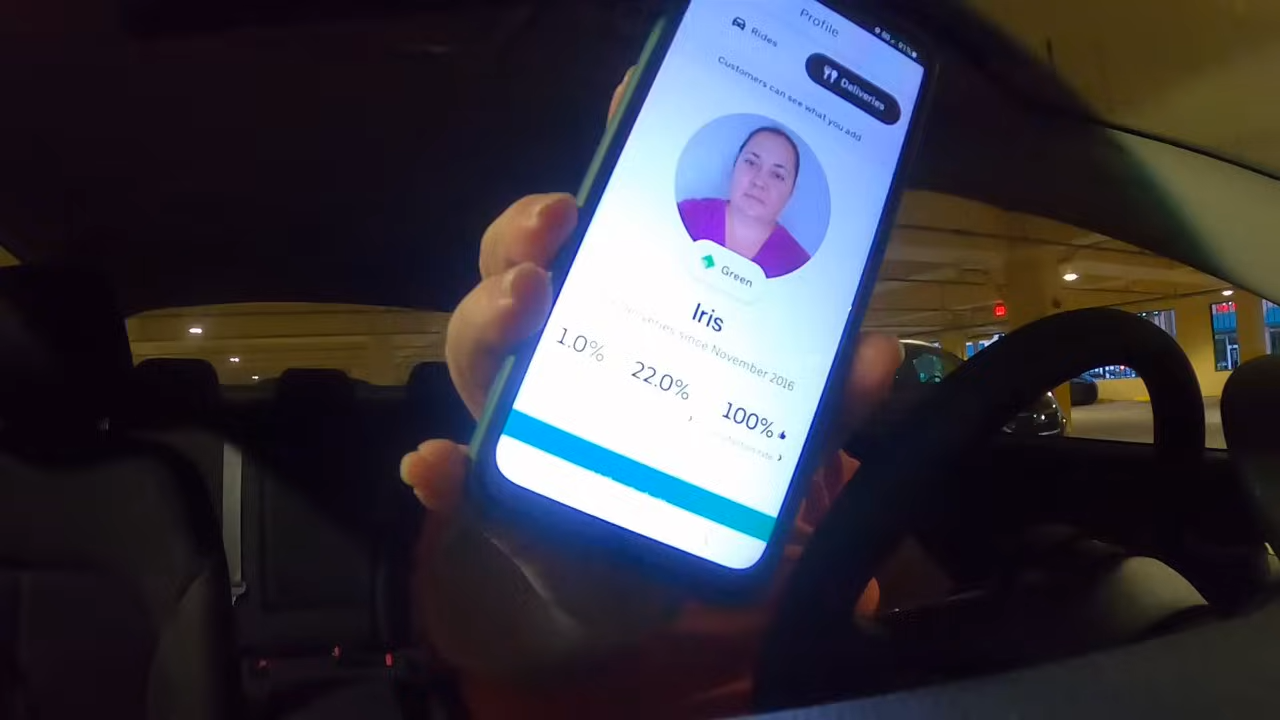 Profile
91%
Rides
Deliveries
Customers can see what you add
Green
Iris
since November 2016
1.0%
22.0%
100%